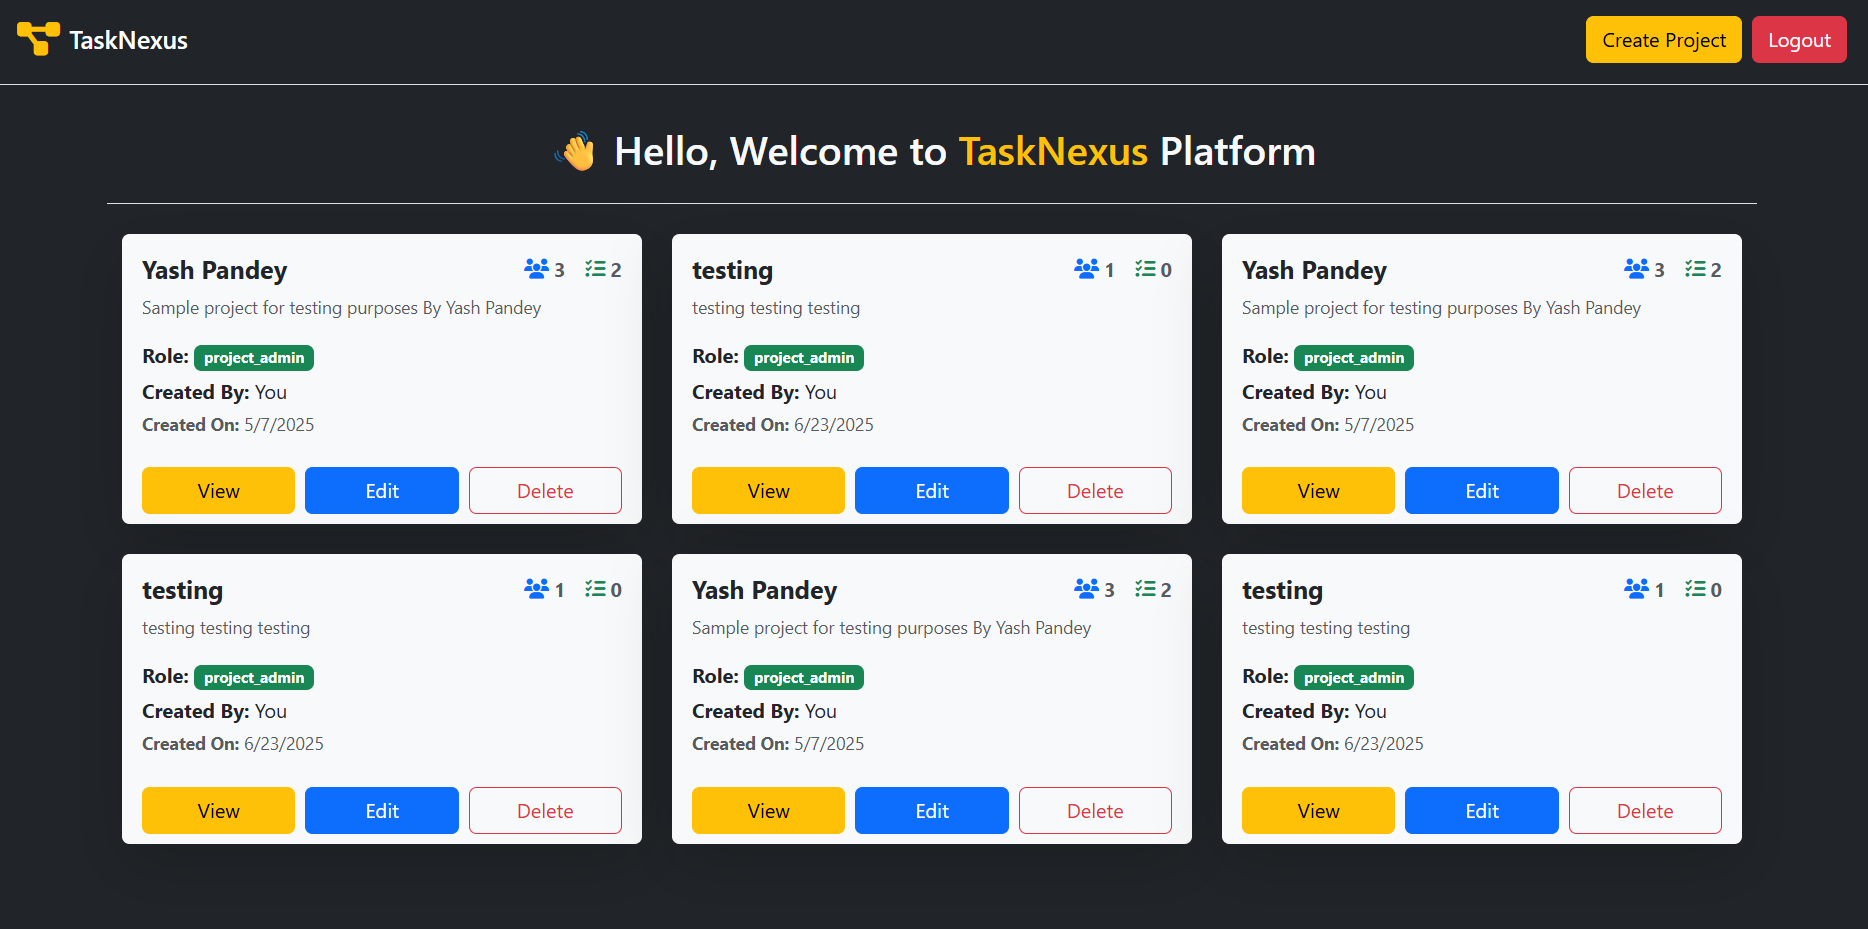 TaskNexus
Create Project
Logout
Hello, Welcome to TaskNexus Platform
Yash Pandey
3 2
Sample project for testing purposes By Yash Pandey
Role: project_admin
Created By: You
Created On: 5/7/2025
View Edit Delete
testing
1 0
testing testing testing
Role: project_admin
Created By: You
Created On: 6/23/2025
View Edit Delete
Yash Pandey
3 2
Sample project for testing purposes By Yash Pandey
Role: project_admin
Created By: You
Created On: 5/7/2025
View Edit Delete
testing
1 0
testing testing testing
Role: project_admin
Created By: You
Created On: 6/23/2025
View Edit Delete
Yash Pandey
3 2
Sample project for testing purposes By Yash Pandey
Role: project_admin
Created By: You
Created On: 5/7/2025
View Edit Delete
testing
1 0
testing testing testing
Role: project_admin
Created By: You
Created On: 6/23/2025
View Edit Delete